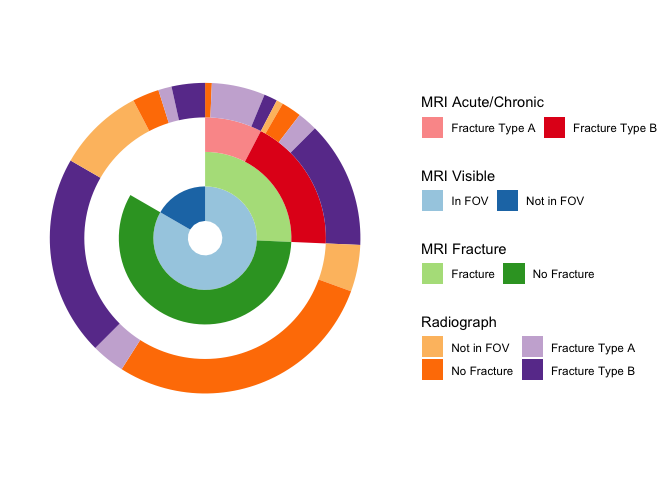 MRI Acute/Chronic
Fracture Type A Fracture Type B
MRI Visible
In FOV Not in FOV
MRI Fracture
Fracture No Fracture
Radiograph
Not in FOV Fracture Type A
No Fracture Fracture Type B